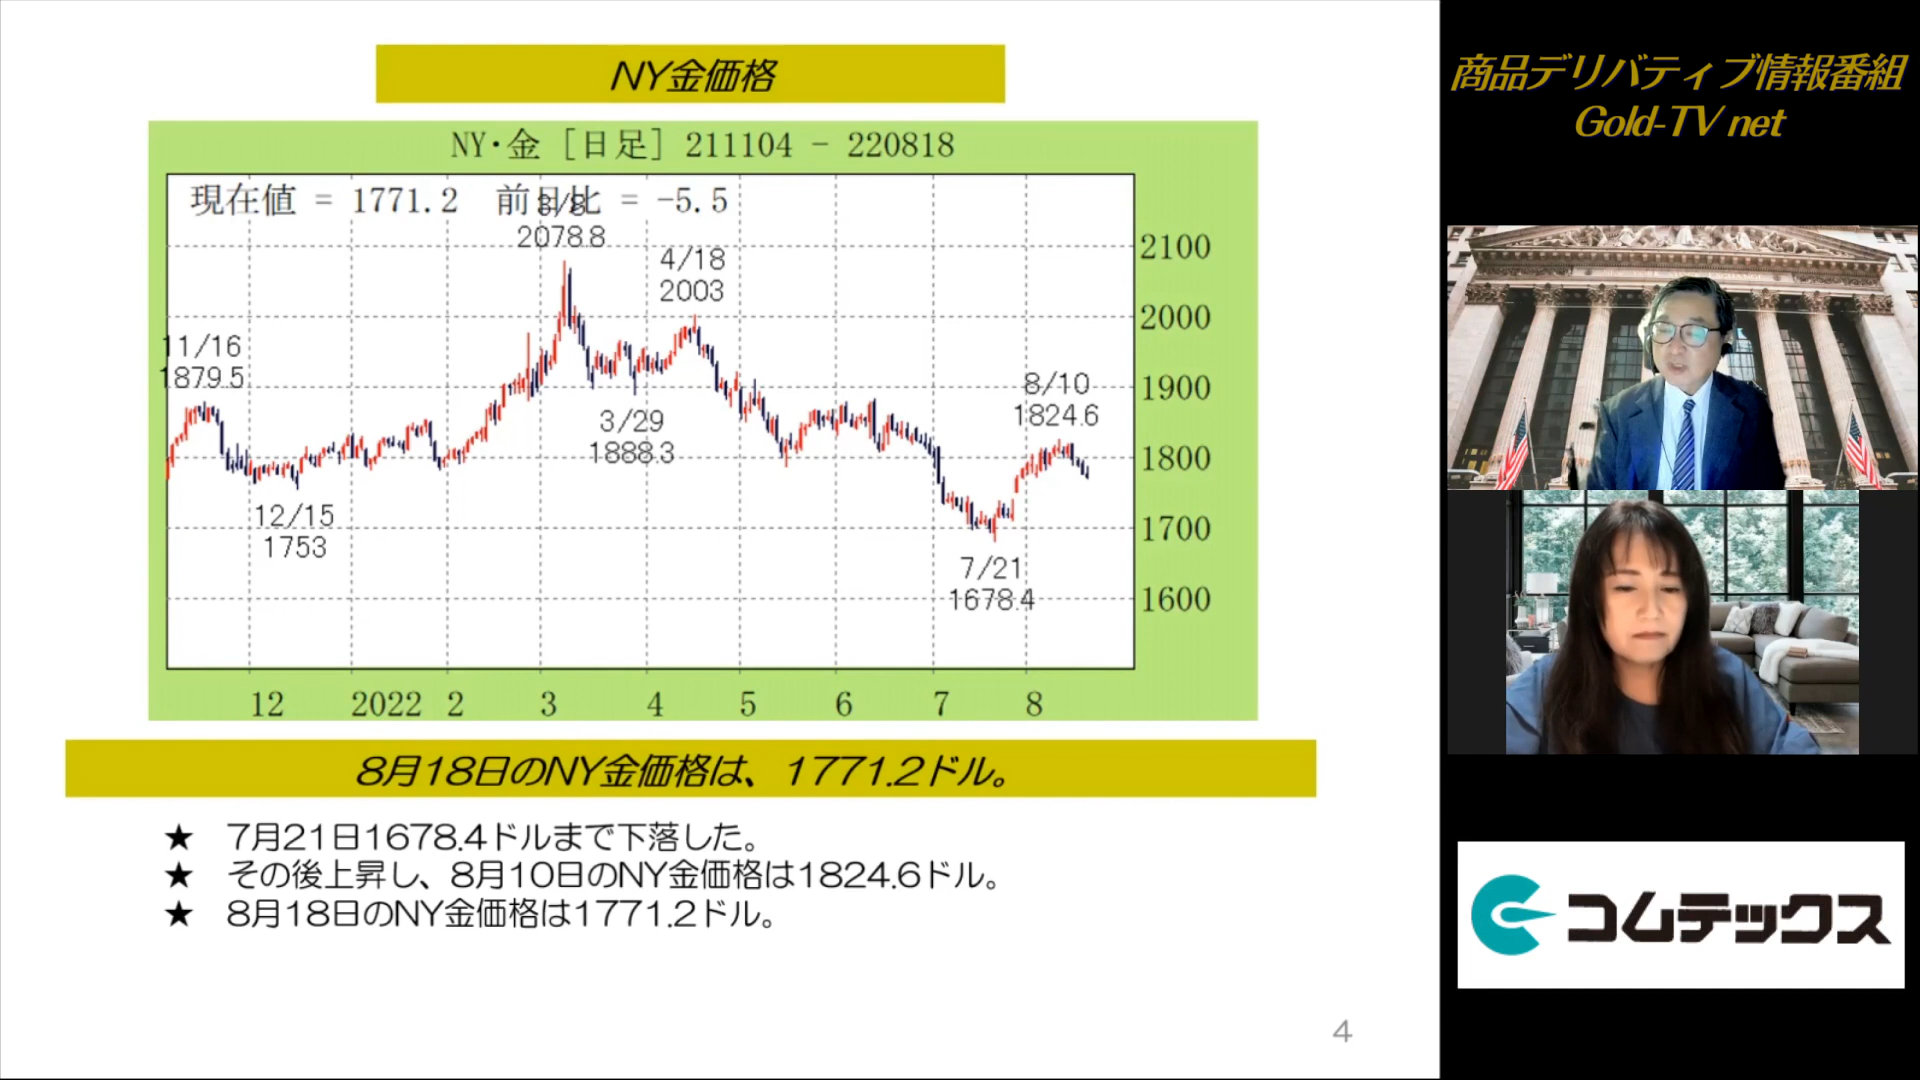 NY金価格
NY・金 [日足] 211104 - 220818
現在値 = 1771.2 前日比 = -5.5
3/8
2078.8
4/18
2003
11/16
1879.5
3/29
1888.3
8/10
1824.6
12/15
1753
7/21
1678.4
2100
2000
1900
1800
1700
1600
12 2022 2 3 4 5 6 7 8
8月18日のNY金価格は、1771.2ドル。
★ 7月21日1678.4ドルまで下落した。
★ その後上昇し、8月10日のNY金価格は1824.6ドル。
★ 8月18日のNY金価格は1771.2ドル。
4
商品デリバティブ情報番組
Gold-TV net
コムテックス